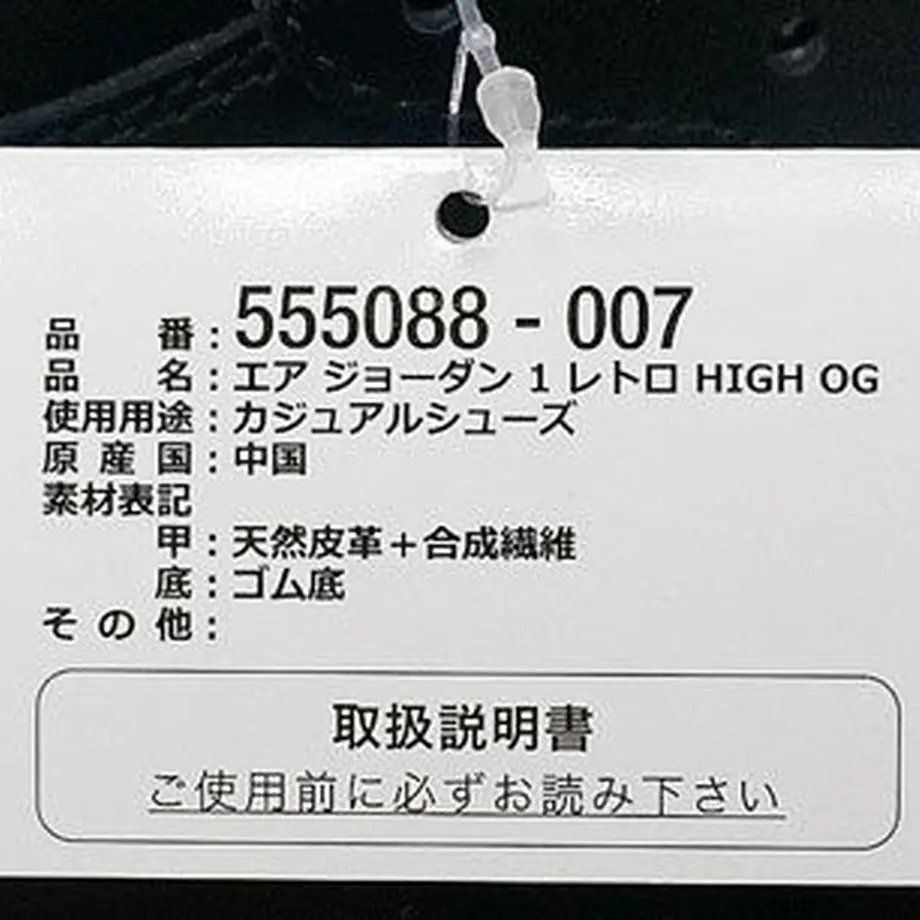 品番：555088 - 007
品名：エア ジョーダン 1 レトロ HIGH OG
使用用途：カジュアルシューズ
原産国：中国
素材表記
甲：天然皮革＋合成繊維
底：ゴム底
その他：
取扱説明書
ご使用前に必ずお読み下さい